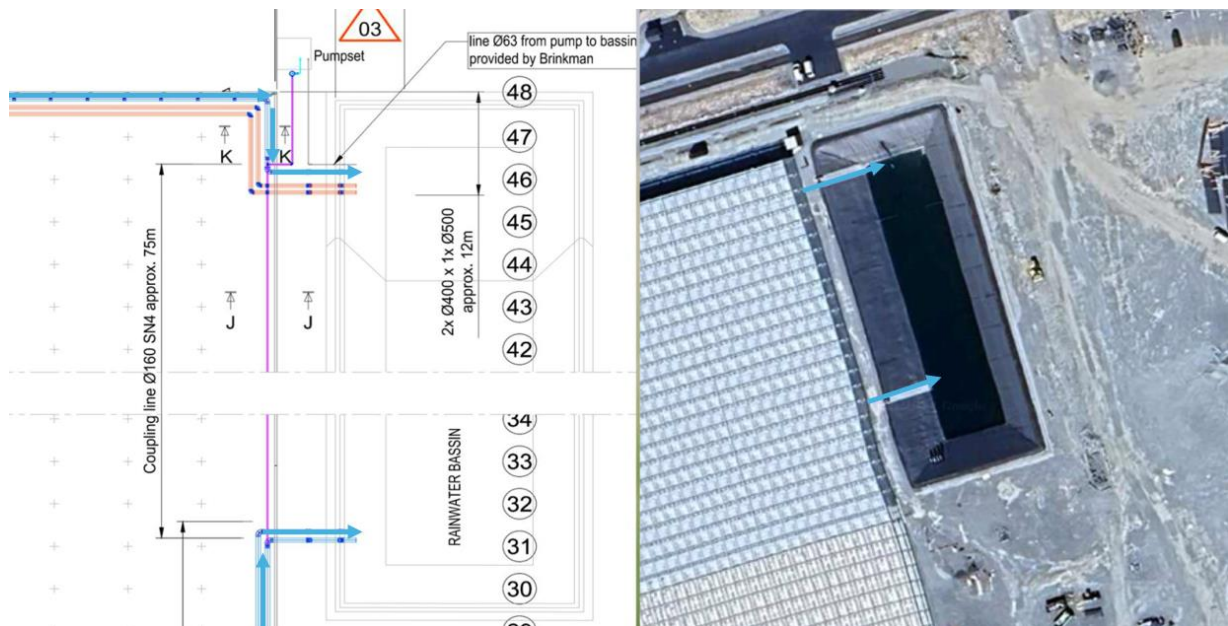 03
Pumpset
line Ø63 from pump to bassin
provided by Brinkman
48
47
K
K
46
45
44
43
J
J
42
2x Ø400 x 1x Ø500
approx. 12m
Coupling line Ø160 SN4 approx. 75m
34
33
32
31
30
RAINWATER BASSIN